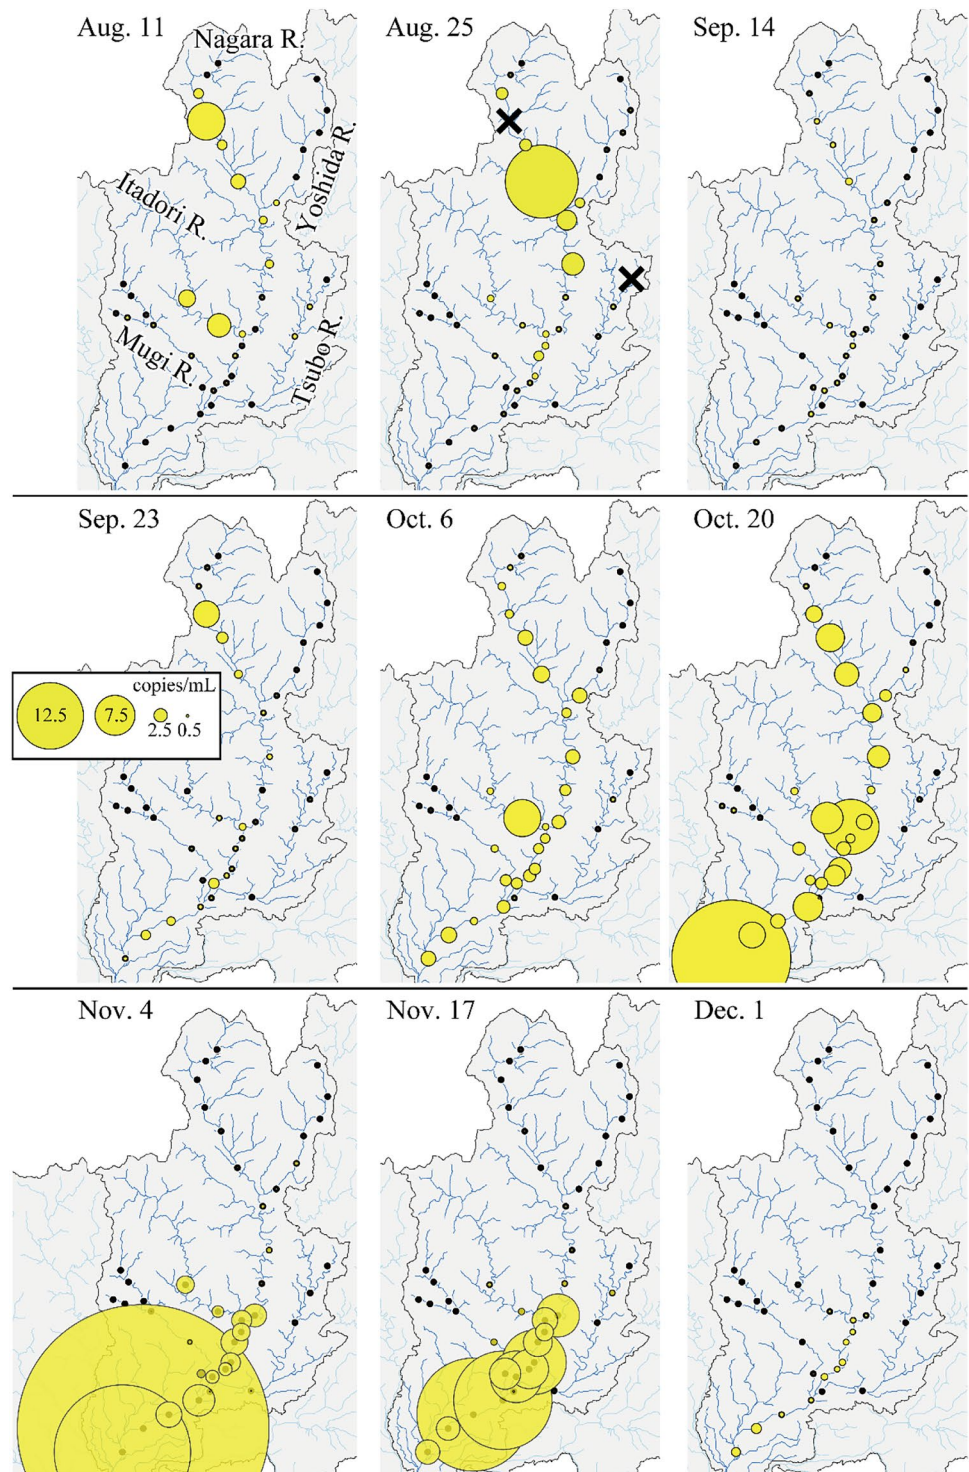 Aug. 11
Aug. 25
Sep. 14
Nagara R.
Yoshida R.
Itadori R.
Mugi R.
Tsubo R.
Sep. 23
Oct. 6
Oct. 20
copies/mL
12.5 7.5 2.5 0.5
Nov. 4
Nov. 17
Dec. 1